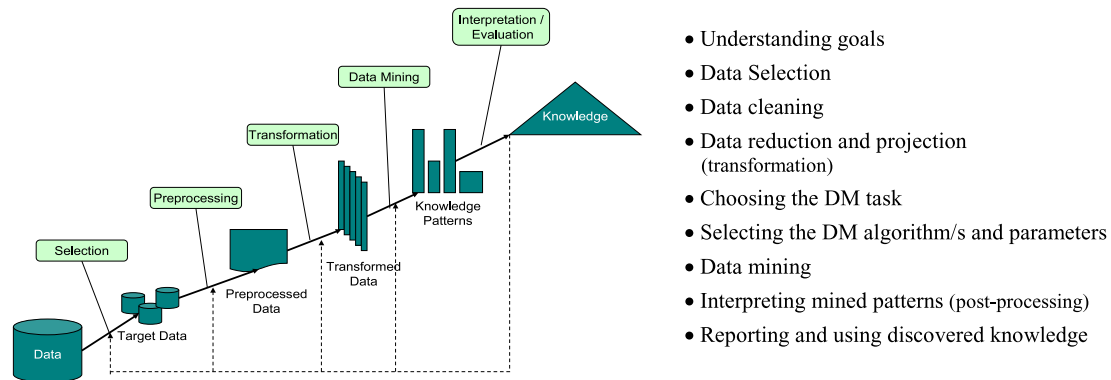 Interpretation /
Evaluation
Data Mining
Knowledge
Transformation
Knowledge
Patterns
Preprocessing
Transformed
Data
Selection
Preprocessed
Data
Target Data
Data
• Understanding goals
• Data Selection
• Data cleaning
• Data reduction and projection
(transformation)
• Choosing the DM task
• Selecting the DM algorithm/s and parameters
• Data mining
• Interpreting mined patterns (post-processing)
• Reporting and using discovered knowledge